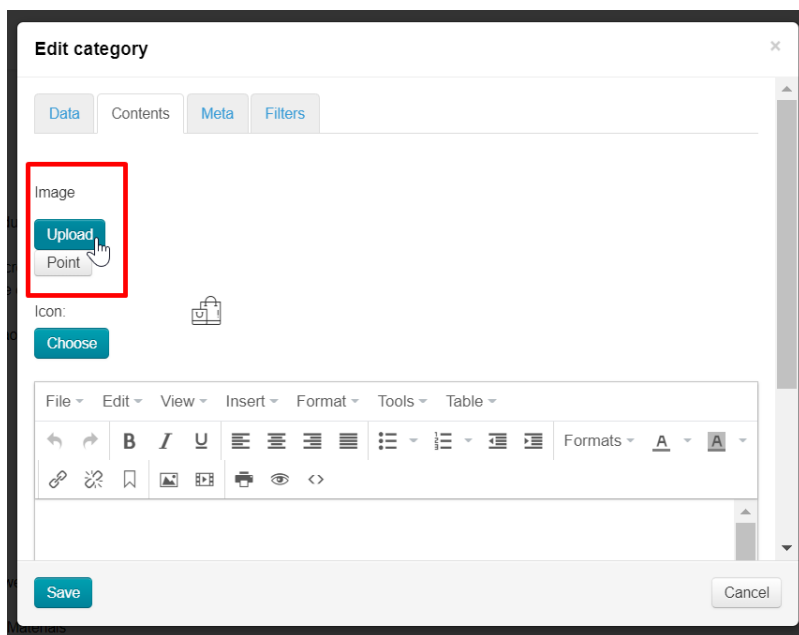 Edit category
×
Data Contents Meta Filters
Image
Upload
Point
Icon:
Choose
File Edit View Insert Format Tools Table
B I U Formats A A
Save Cancel
Materials